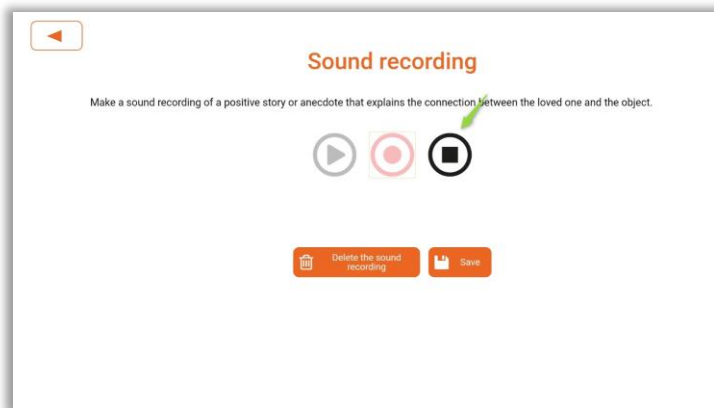 Sound recording
Make a sound recording of a positive story or anecdote that explains the connection between the loved one and the object.
Delete the sound
recording
Save